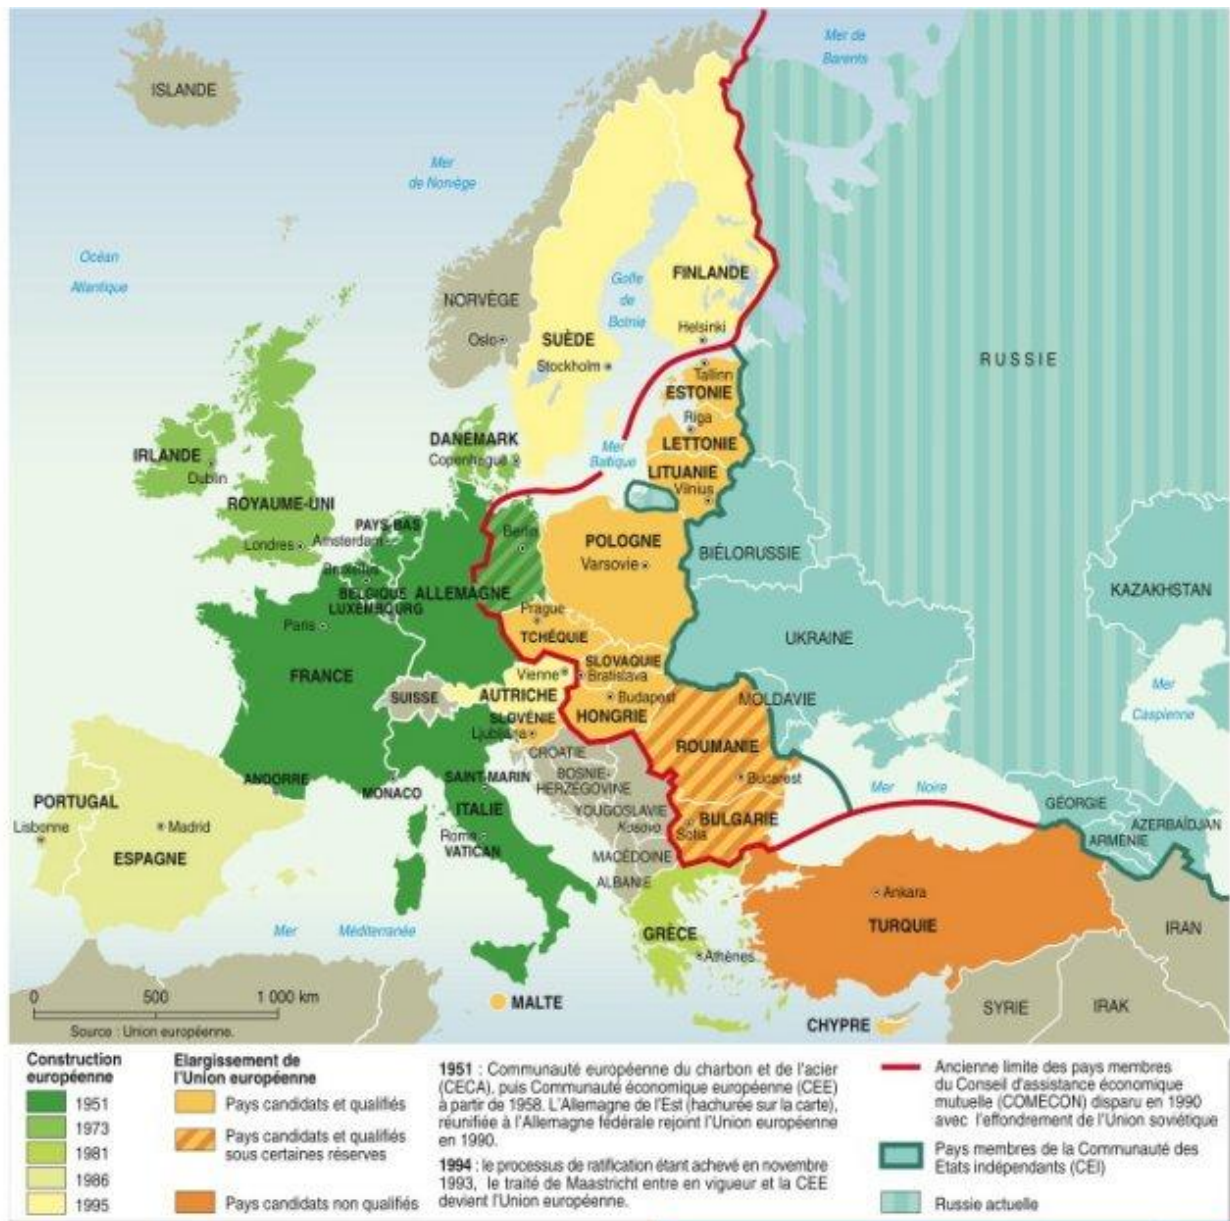 Mer de
Barents
ISLANDE
Mer
de Norvège
Océan
Atlantique
Golfe
de
Botnie
FINLANDE
NORVÈGE
Helsinki
Oslo
SUÈDE
Stockholm
RUSSIE
Tallinn
ESTONIE
Riga
LETTONIE
DANEMARK
Copenhague
Mer
Baltique
LITUANIE
Vilnius
IRLANDE
Dublin
ROYAUME-UNI
Londres
PAYS-BAS
Amsterdam
Berlin
POLOGNE
Varsovie
BIÉLORUSSIE
Bruxelles
BELGIQUE
LUXEMBOURG
ALLEMAGNE
KAZAKHSTAN
Paris
Prague
TCHÉQUIE
UKRAINE
FRANCE
SLOVAQUIE
Bratislava
Vienne
SUISSE
AUTRICHE
Budapest
HONGRIE
MOLDAVIE
Mer
Caspienne
SLOVÉNIE
Ljubljana
CROATIE
ROUMANIE
Bucarest
BOSNIE-
HERZÉGOVINE
ANDORRE
MONACO
SAINT-MARIN
ITALIE
YOUGOSLAVIE
Kosovo
Mer Noire
GÉORGIE
PORTUGAL
Lisbonne
Madrid
ESPAGNE
Rome
VATICAN
Sofia
BULGARIE
AZERBAÏDJAN
ARMÉNIE
MACÉDOINE
ALBANIE
Ankara
TURQUIE
IRAN
Mer Méditerranée
GRÈCE
Athènes
MALTE
CHYPRE
SYRIE
IRAK
0 500 1 000 km
Source : Union européenne.
Construction
européenne
1951
1973
1981
1986
1995
Elargissement de
l'Union européenne
Pays candidats et qualifiés
Pays candidats et qualifiés
sous certaines réserves
Pays candidats non qualifiés
1951 : Communauté européenne du charbon et de l'acier
(CECA), puis Communauté économique européenne (CEE)
à partir de 1958. L'Allemagne de l'Est (hachurée sur la carte),
réunifiée à l'Allemagne fédérale rejoint l'Union européenne
en 1990.
1994 : le processus de ratification étant achevé en novembre
1993, le traité de Maastricht entre en vigueur et la CEE
devient l'Union européenne.
Ancienne limite des pays membres
du Conseil d'assistance économique
mutuelle (COMECON) disparu en 1990
avec l'effondrement de l'Union soviétique
Pays membres de la Communauté des
Etats indépendants (CEI)
Russie actuelle